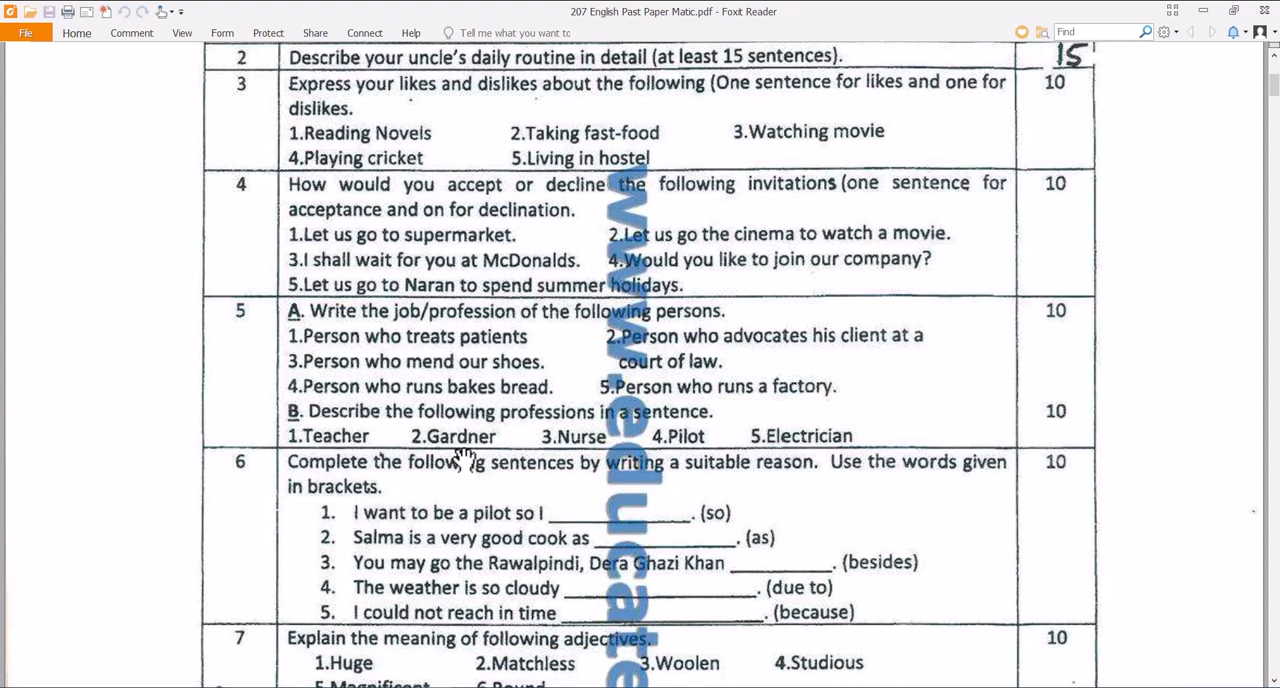 207 English Past Paper Matic.pdf - Foxit Reader
File Home Comment View Form Protect Share Connect Help Tell me what you want tc Find
2 Describe your uncle's daily routine in detail (at least 15 sentences). 15
3 Express your likes and dislikes about the following (One sentence for likes and one for 10
dislikes.
1.Reading Novels 2.Taking fast-food 3.Watching movie
4.Playing cricket 5.Living in hostel
4 How would you accept or decline the following invitations (one sentence for 10
acceptance and on for declination.
1.Let us go to supermarket. 2.Let us go the cinema to watch a movie.
3.I shall wait for you at McDonalds. 4.Would you like to join our company?
5.Let us go to Naran to spend summer holidays.
5 A. Write the job/profession of the following persons. 10
1.Person who treats patients 2.Person who advocates his client at a
3.Person who mend our shoes. court of law.
4.Person who runs bakes bread. 5.Person who runs a factory.
B. Describe the following professions in a sentence. 10
1.Teacher 2.Gardner 3.Nurse 4.Pilot 5.Electrician
6 Complete the following sentences by writing a suitable reason. Use the words given 10
in brackets.
1. I want to be a pilot so I ____________. (so)
2. Salma is a very good cook as ____________. (as)
3. You may go the Rawalpindi, Dera Ghazi Khan _________. (besides)
4. The weather is so cloudy ________________. (due to)
5. I could not reach in time _________________. (because)
7 Explain the meaning of following adjectives. 10
1.Huge 2.Matchless 3.Woolen 4.Studious
5.Magnificent 6.Round
www.educate